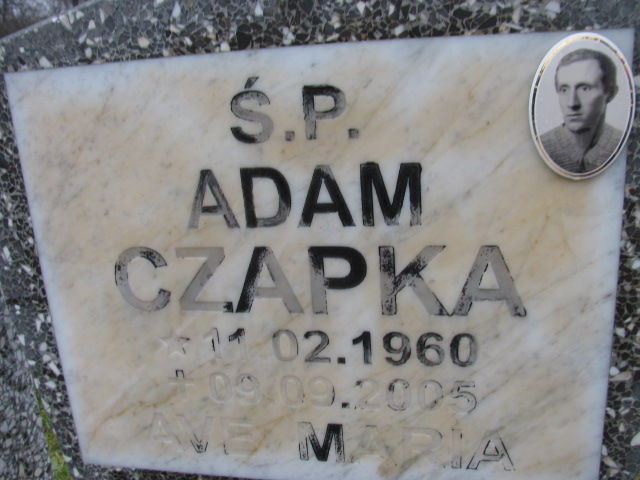 Ś.P.
ADAM
CZAPKA
* 11.02.1960
+ 09.09.2005
AVE MARIA